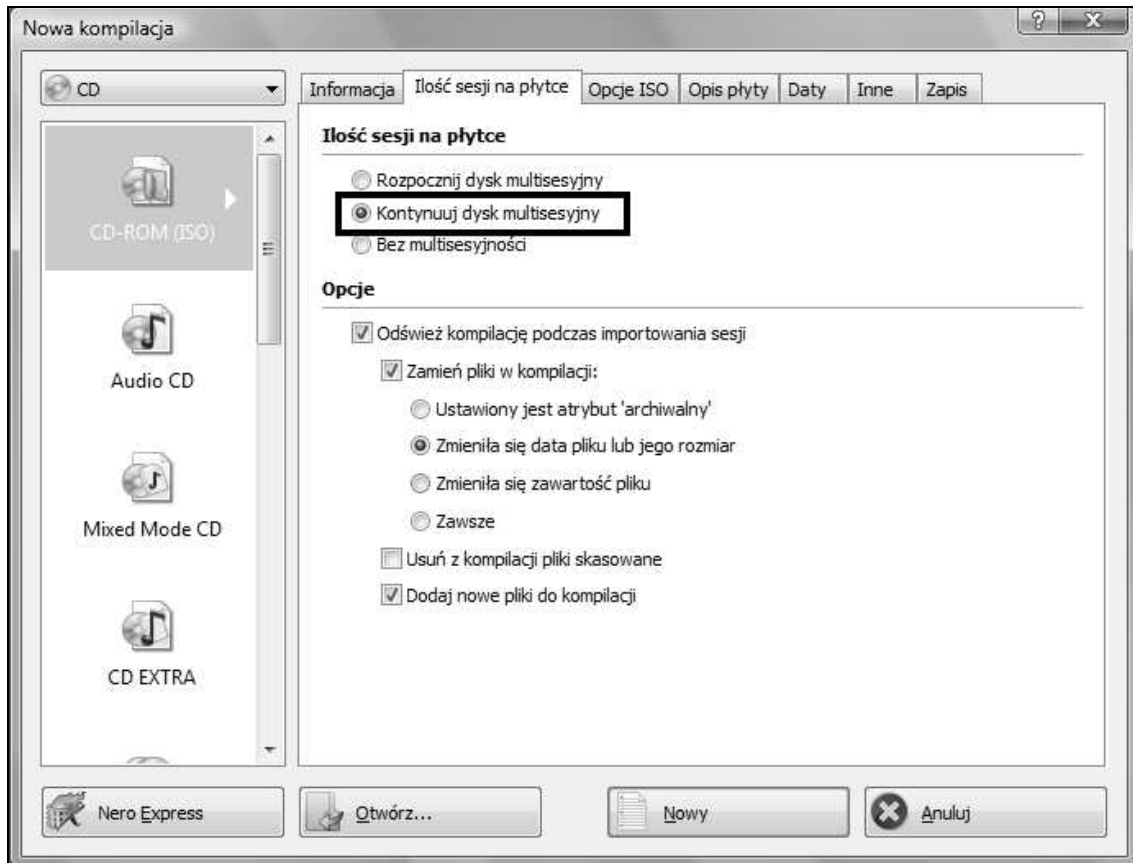 Nowa kompilacja
?
X
CD
Informacja Ilość sesji na płytce Opcje ISO Opis płyty Daty Inne Zapis
CD-ROM (ISO)
Audio CD
Mixed Mode CD
CD EXTRA
Ilość sesji na płytce
Rozpocznij dysk multisesyjny
Kontynuuj dysk multisesyjny
Bez multisesyjności
Opcje
Odśwież kompilację podczas importowania sesji
Zamień pliki w kompilacji:
Ustawiony jest atrybut 'archiwalny'
Zmieniła się data pliku lub jego rozmiar
Zmieniła się zawartość pliku
Zawsze
Usuń z kompilacji pliki skasowane
Dodaj nowe pliki do kompilacji
Nero Express Otwórz... Nowy Anuluj